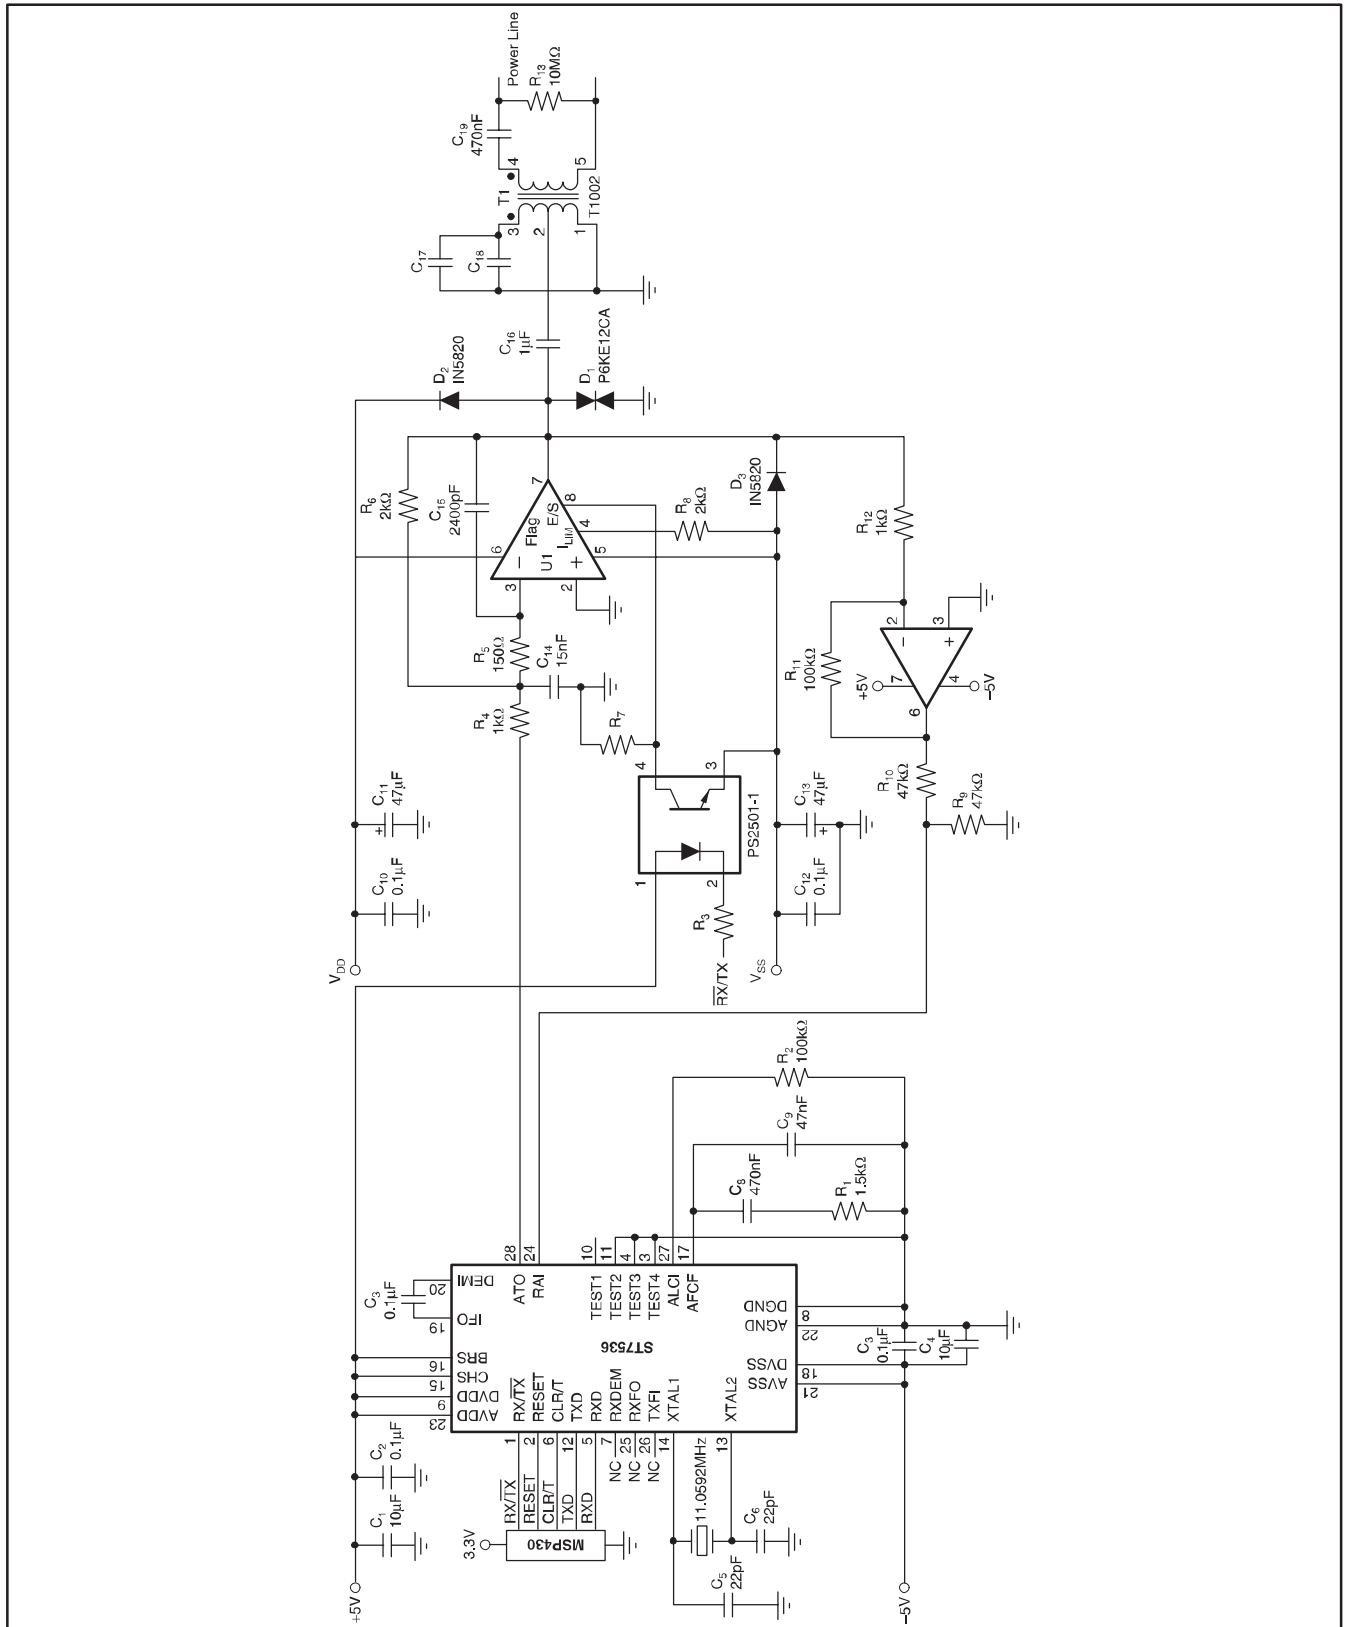 +5V
C1
10μF
C2
0.1μF
3.3V
MSP430
RX/TX
RESET
CLR/T
TXD
RXD
1
2
6
12
5
7
25
26
14
13
NC
NC
NC
RX/TX
RESET
CLR/T
TXD
RXD
RXDEM
RXFO
TXFI
XTAL1
XTAL2
23
9
15
16
19
20
AVDD
DVDD
CHS
BRS
IFO
DEMI
C3
0.1μF
ST7536
ATO
RAI
TEST1
TEST2
TEST3
TEST4
ALCI
AFCF
28
24
10
11
4
3
27
17
AVSS
DVSS
AGND
DGND
21
18
22
8
11.0592MHz
C5
22pF
C6
22pF
C3
0.1μF
C4
10μF
–5V
C8
470nF
R1
1.5kΩ
C9
47nF
R2
100kΩ
VDD
C10
0.1μF
C11
47μF
+
RX/TX
R3
1
2
4
3
PS2501-1
VSS
C12
0.1μF
C13
47μF
+
R4
1kΩ
R5
150Ω
C14
15nF
R7
R6
2kΩ
C15
2400pF
3
2
6
7
8
4
5
–
+
U1
Flag
E/S
ILIM
R8
2kΩ
D3
IN5820
R9
47kΩ
R10
47kΩ
R11
100kΩ
R12
1kΩ
+5V
–5V
6
7
4
2
3
–
+
D2
IN5820
D1
P6KE12CA
C16
1μF
C17
C18
3
2
1
T1
T1002
4
5
C19
470nF
R13
10MΩ
Power Line